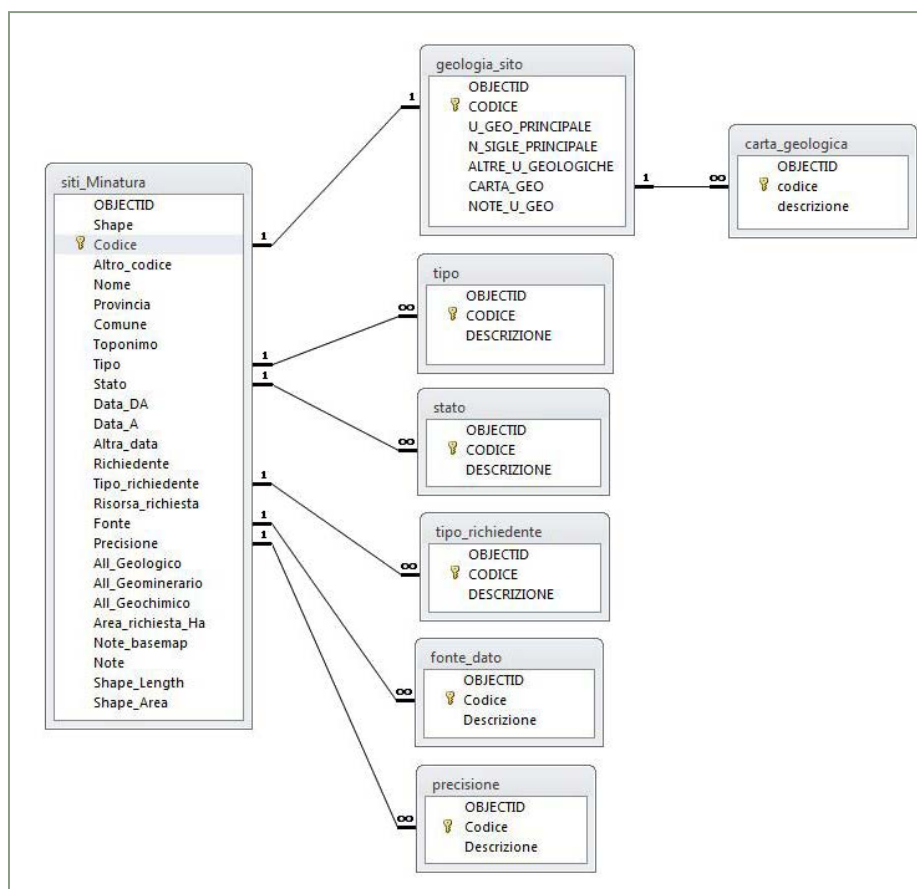 siti_Minatura
OBJECTID
Shape
Codice
Altro_codice
Nome
Provincia
Comune
Toponimo
Tipo
Stato
Data_DA
Data_A
Altra_data
Richiedente
Tipo_richiedente
Risorsa_richiesta
Fonte
Precisione
All_Geologico
All_Geominerario
All_Geochimico
Area_richiesta_Ha
Note_basemap
Note
Shape_Length
Shape_Area
1
1
1
1
1
1
geologia_sito
OBJECTID
CODICE
U_GEO_PRINCIPALE
N_SIGLE_PRINCIPALE
ALTRE_U_GEOLOGICHE
CARTA_GEO
NOTE_U_GEO
1
1
∞
carta_geologica
OBJECTID
codice
descrizione
∞
tipo
OBJECTID
CODICE
DESCRIZIONE
∞
stato
OBJECTID
CODICE
DESCRIZIONE
∞
tipo_richiedente
OBJECTID
CODICE
DESCRIZIONE
∞
fonte_dato
OBJECTID
Codice
Descrizione
∞
precisione
OBJECTID
Codice
Descrizione